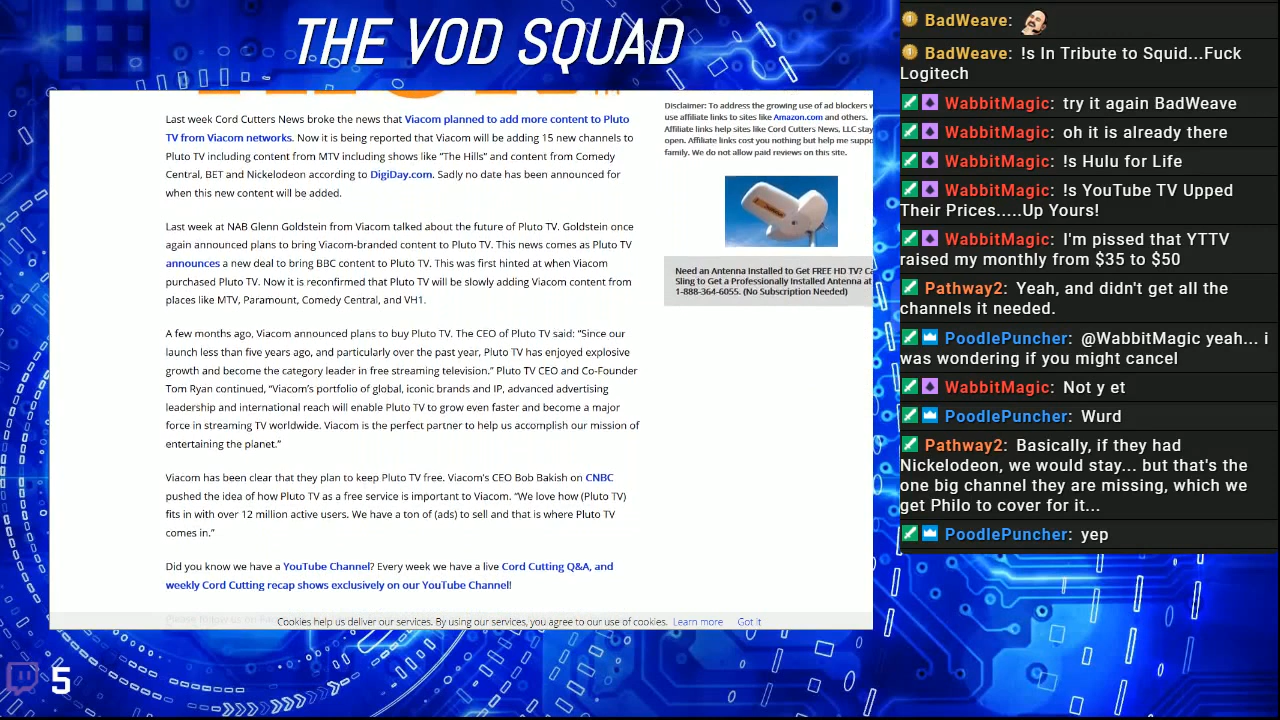 THE VOD SQUAD
Last week Cord Cutters News broke the news that Viacom planned to add more content to Pluto
TV from Viacom networks. Now it is being reported that Viacom will be adding 15 new channels to
Pluto TV including content from MTV including shows like "The Hills" and content from Comedy
Central, BET and Nickelodeon according to DigiDay.com. Sadly no date has been announced for
when this new content will be added.
Last week at NAB Glenn Goldstein from Viacom talked about the future of Pluto TV. Goldstein once
again announced plans to bring Viacom-branded content to Pluto TV. This news comes as Pluto TV
announces a new deal to bring BBC content to Pluto TV. This was first hinted at when Viacom
purchased Pluto TV. Now it is reconfirmed that Pluto TV will be slowly adding Viacom content from
places like MTV, Paramount, Comedy Central, and VH1.
A few months ago, Viacom announced plans to buy Pluto TV. The CEO of Pluto TV said: "Since our
launch less than five years ago, and particularly over the past year, Pluto TV has enjoyed explosive
growth and become the category leader in free streaming television." Pluto TV CEO and Co-Founder
Tom Ryan continued, "Viacom's portfolio of global, iconic brands and IP, advanced advertising
leadership and international reach will enable Pluto TV to grow even faster and become a major
force in streaming TV worldwide. Viacom is the perfect partner to help us accomplish our mission of
entertaining the planet."
Viacom has been clear that they plan to keep Pluto TV free. Viacom's CEO Bob Bakish on CNBC
pushed the idea of how Pluto TV as a free service is important to Viacom. "We love how (Pluto TV)
fits in with over 12 million active users. We have a ton of (ads) to sell and that is where Pluto TV
comes in."
Did you know we have a YouTube Channel? Every week we have a live Cord Cutting Q&A, and
weekly Cord Cutting recap shows exclusively on our YouTube Channel!
Cookies help us deliver our services. By using our services, you agree to our use of cookies. Learn more Got it
Disclaimer: To address the growing use of ad blockers w
use affiliate links to sites like Amazon.com and others.
Affiliate links help sites like Cord Cutters News, LLC stay
open. Affiliate links cost you nothing but help me suppo
family. We do not allow paid reviews on this site.
Need an Antenna Installed to Get FREE HD TV? Ca
Sling to Get a Professionally Installed Antenna at
1-888-364-6055. (No Subscription Needed)
BadWeave:
BadWeave: !s In Tribute to Squid...Fuck
Logitech
WabbitMagic: try it again BadWeave
WabbitMagic: oh it is already there
WabbitMagic: !s Hulu for Life
WabbitMagic: !s YouTube TV Upped
Their Prices.....Up Yours!
WabbitMagic: I'm pissed that YTTV
raised my monthly from $35 to $50
Pathway2: Yeah, and didn't get all the
channels it needed.
PoodlePuncher: @WabbitMagic yeah... i
was wondering if you might cancel
WabbitMagic: Not y et
PoodlePuncher: Wurd
Pathway2: Basically, if they had
Nickelodeon, we would stay... but that's the
one big channel they are missing, which we
get Philo to cover for it...
PoodlePuncher: yep
5